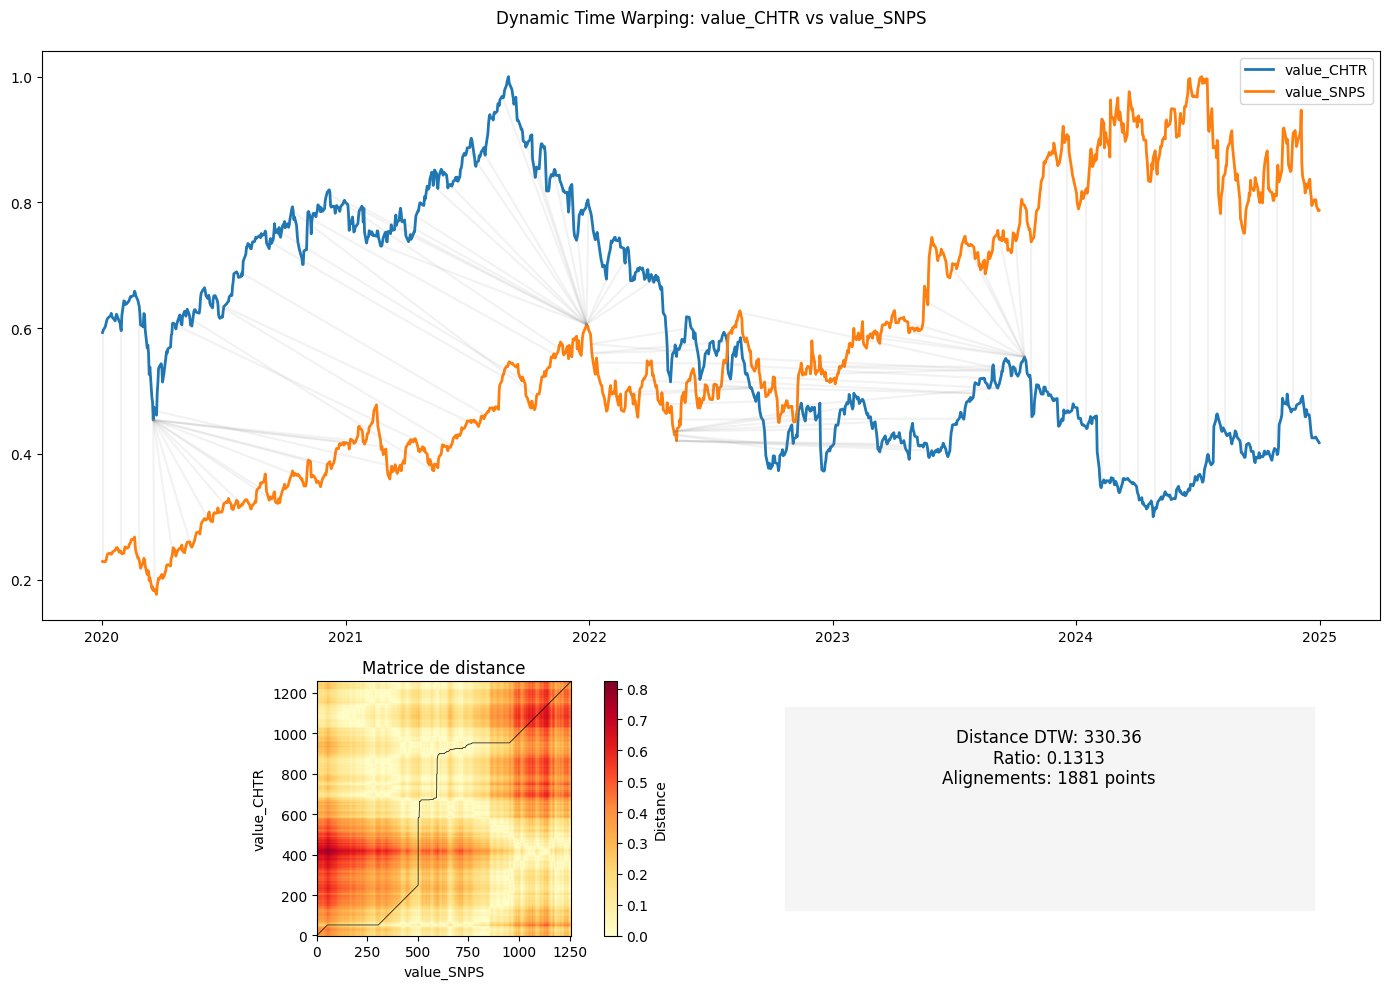 Dynamic Time Warping: value_CHTR vs value_SNPS
value_CHTR
value_SNPS
1.0
0.8
0.6
0.4
0.2
2020 2021 2022 2023 2024 2025
Matrice de distance
1200
1000
800
600
400
200
0
value_CHTR
0 250 500 750 1000 1250
value_SNPS
0.8
0.7
0.6
0.5
0.4
0.3
0.2
0.1
0.0
Distance
Distance DTW: 330.36
Ratio: 0.1313
Alignements: 1881 points